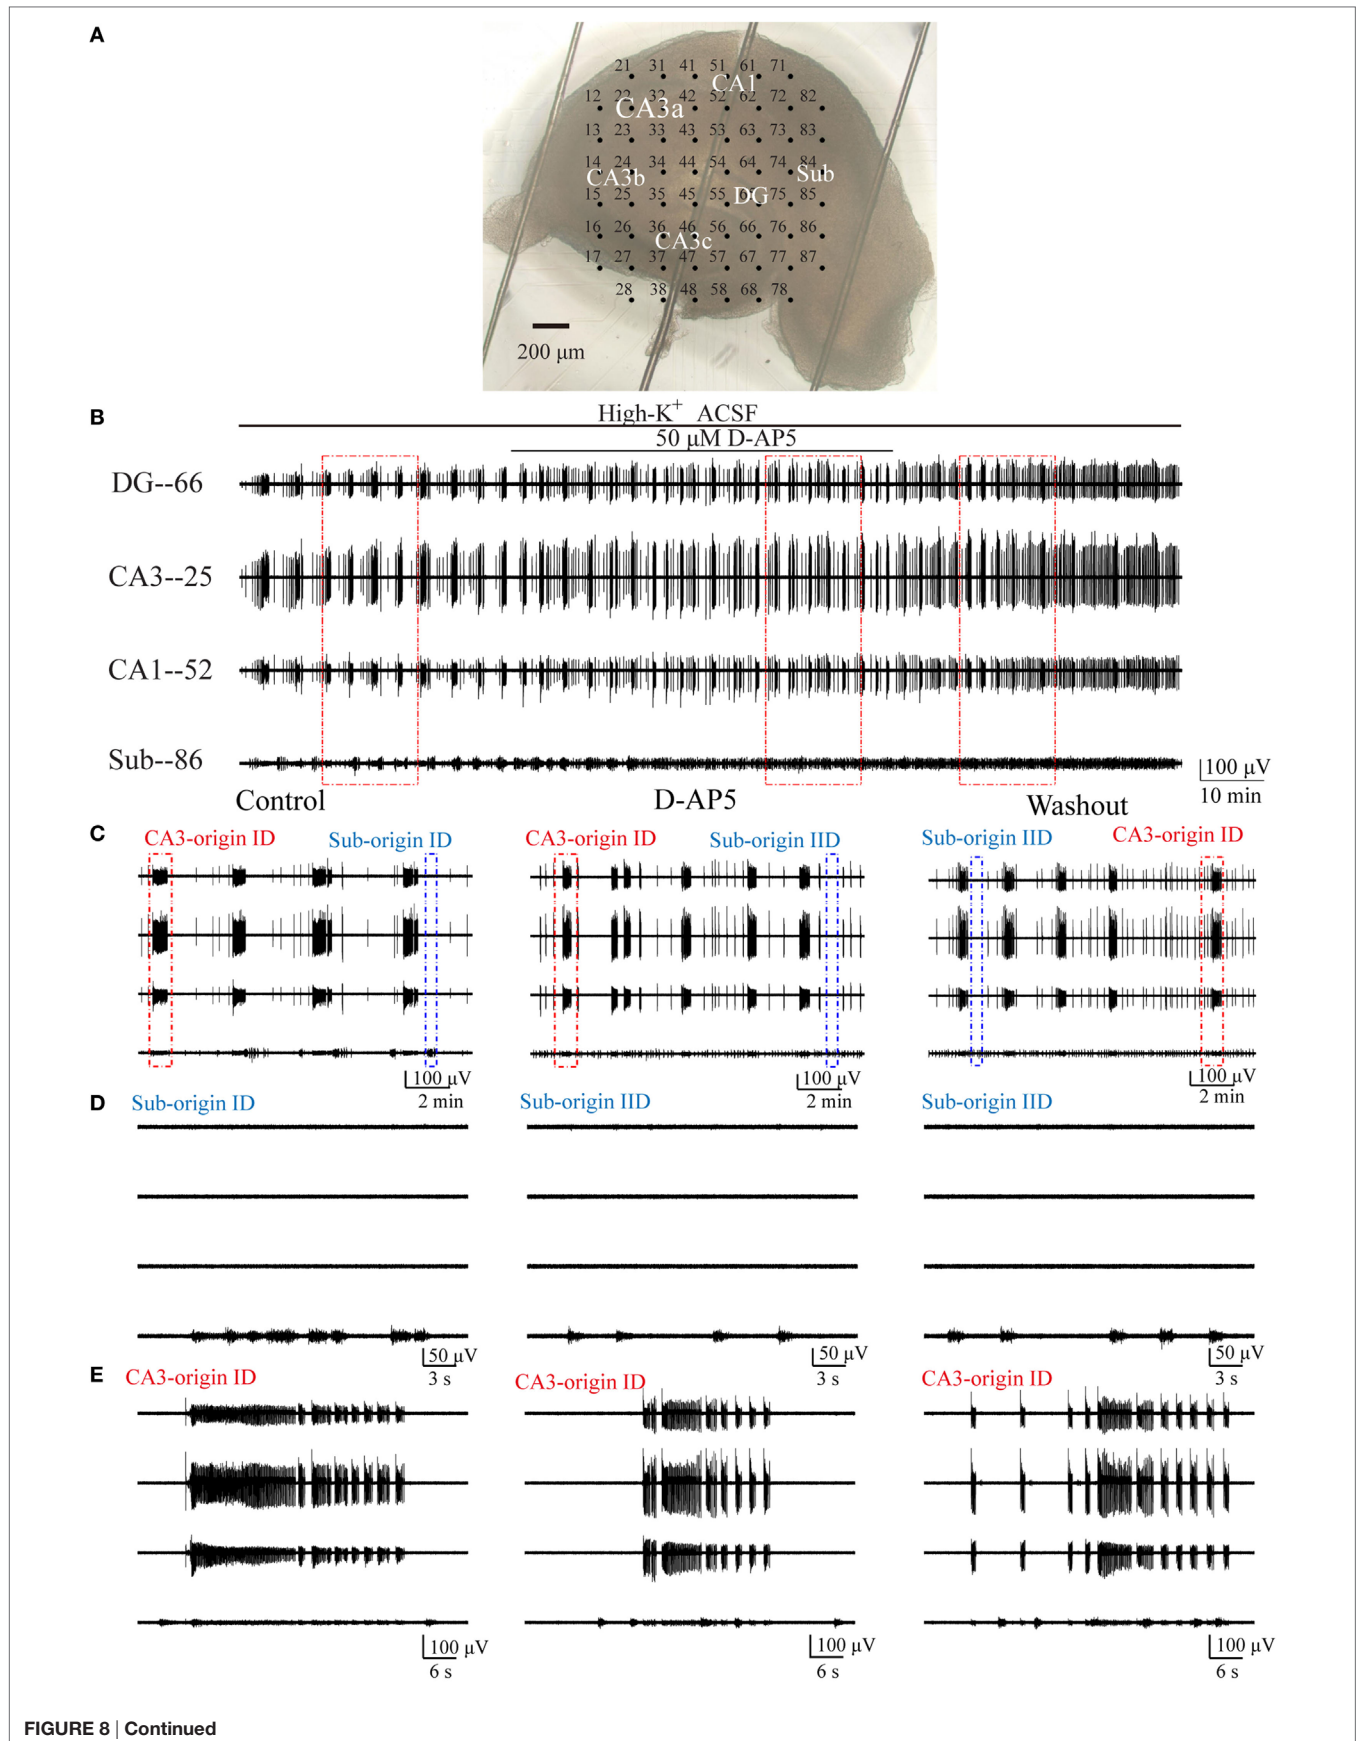 A
21 31 41 51 61 71
CA1
12 22 32 42 52 62 72 82
CA3a
13 23 33 43 53 63 73 83
14 24 34 44 54 64 74 84
CA3b Sub
15 25 35 45 55 65 75 85
DG
16 26 36 46 56 66 76 86
CA3c
17 27 37 47 57 67 77 87
28 38 48 58 68 78
200 μm
B
High-K+ ACSF
50 μM D-AP5
DG--66
CA3--25
CA1--52
Sub--86
100 μV
10 min
Control D-AP5 Washout
C
CA3-origin ID Sub-origin ID CA3-origin ID Sub-origin IID Sub-origin IID CA3-origin ID
100 μV 100 μV 100 μV
2 min 2 min 2 min
D
Sub-origin ID Sub-origin IID Sub-origin IID
50 μV 50 μV 50 μV
3 s 3 s 3 s
E
CA3-origin ID CA3-origin ID CA3-origin ID
100 μV 100 μV 100 μV
6 s 6 s 6 s
FIGURE 8 | Continued